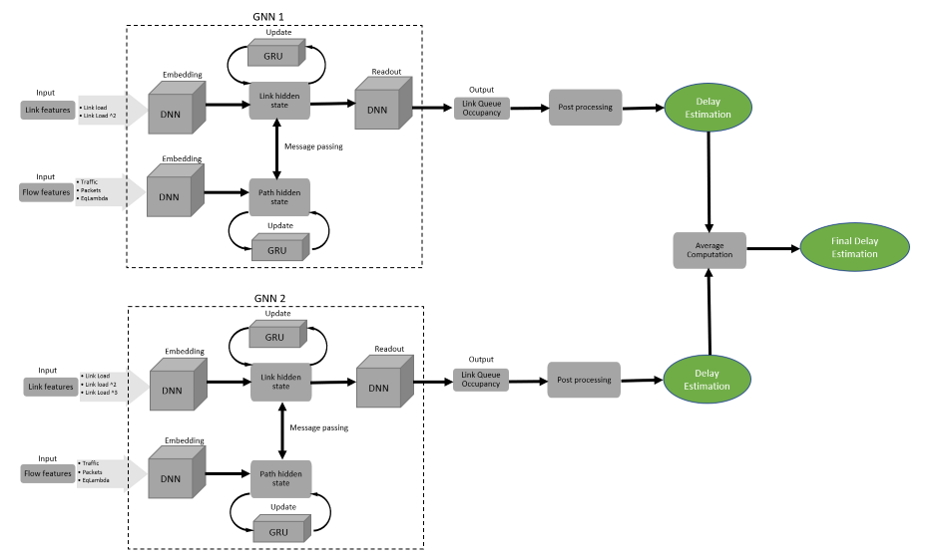 GNN 1
Update
GRU
Embedding
Readout
Input
Link features
• Link load
• Link Load ^2
DNN
Link hidden
state
DNN
Output
Link Queue
Occupancy
Post processing
Delay
Estimation
Message passing
Embedding
Input
Flow features
• Traffic
• Packets
• EqLambda
DNN
Path hidden
state
Update
GRU
Average
Computation
Final Delay
Estimation
GNN 2
Update
GRU
Embedding
Readout
Input
Link features
• Link Load
• Link load ^2
• Link Load ^3
DNN
Link hidden
state
DNN
Output
Link Queue
Occupancy
Post processing
Delay
Estimation
Message passing
Embedding
Input
Flow features
• Traffic
• Packets
• EqLambda
DNN
Path hidden
state
Update
GRU